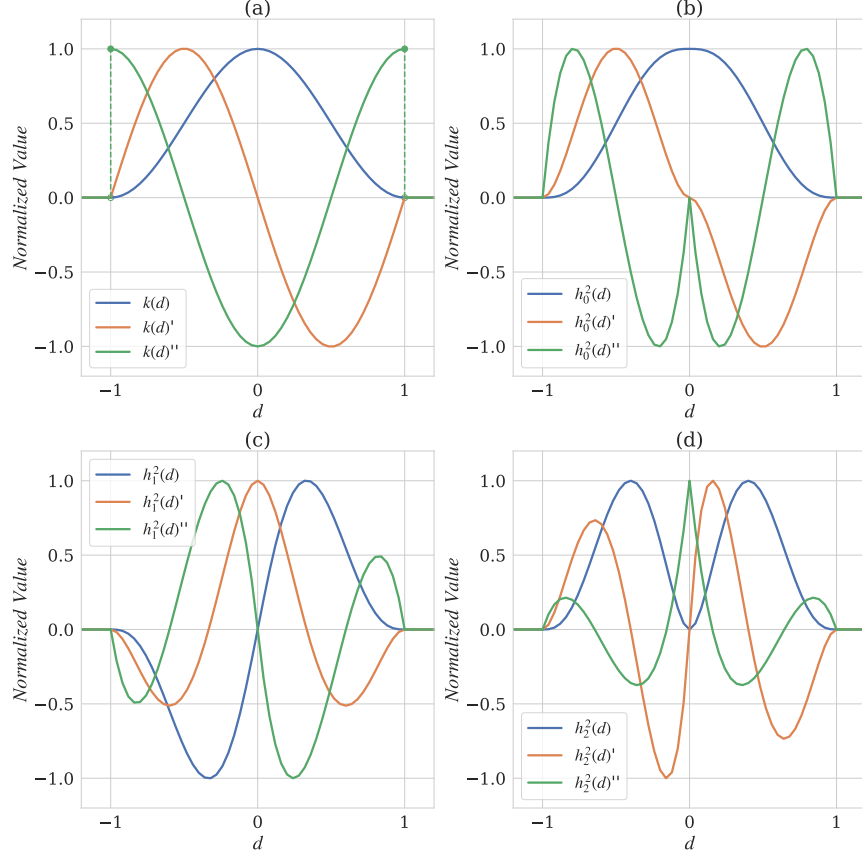 (a)
Normalized Value
1.0
0.5
0.0
−0.5
−1.0
k(d)
k(d)'
k(d)''
−1
0
1
d
(b)
Normalized Value
1.0
0.5
0.0
−0.5
−1.0
h₀²(d)
h₀²(d)'
h₀²(d)''
−1
0
1
d
(c)
Normalized Value
h₁²(d)
h₁²(d)'
h₁²(d)''
1.0
0.5
0.0
−0.5
−1.0
−1
0
1
d
(d)
Normalized Value
1.0
0.5
0.0
−0.5
−1.0
h₂²(d)
h₂²(d)'
h₂²(d)''
−1
0
1
d